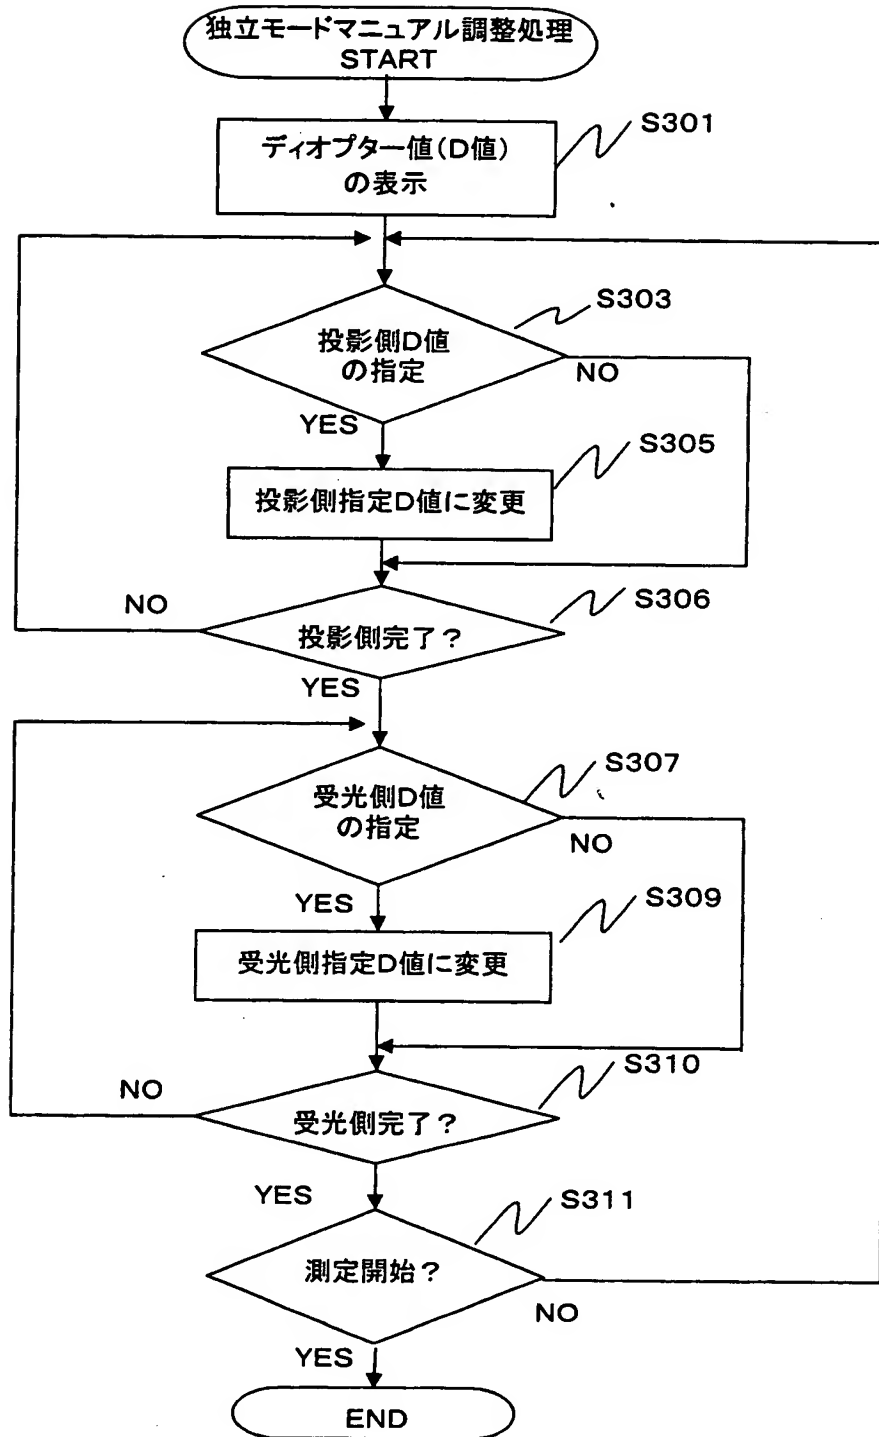 独立モードマニュアル調整処理
START
S301
ディオプター値(D値)
の表示
S303
投影側D値
の指定
NO
YES
S305
投影側指定D値に変更
NO
S306
投影側完了?
YES
S307
受光側D値
の指定
NO
YES
S309
受光側指定D値に変更
NO
S310
受光側完了?
YES
S311
測定開始?
NO
YES
END